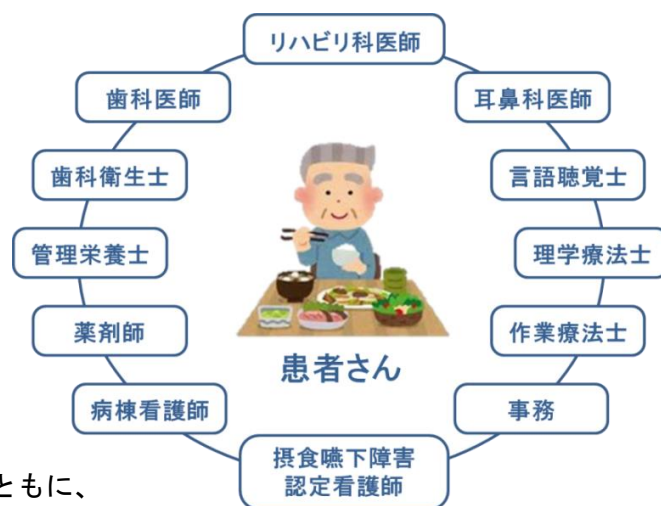 リハビリ科医師
歯科医師
耳鼻科医師
歯科衛生士
言語聴覚士
管理栄養士
理学療法士
薬剤師
作業療法士
患者さん
病棟看護師
事務
摂食嚥下障害
認定看護師
ともに、